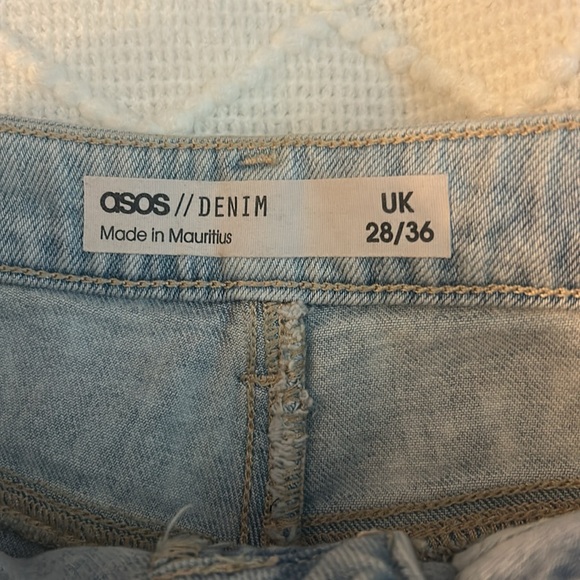 asos // DENIM
Made in Mauritius
UK
28/36